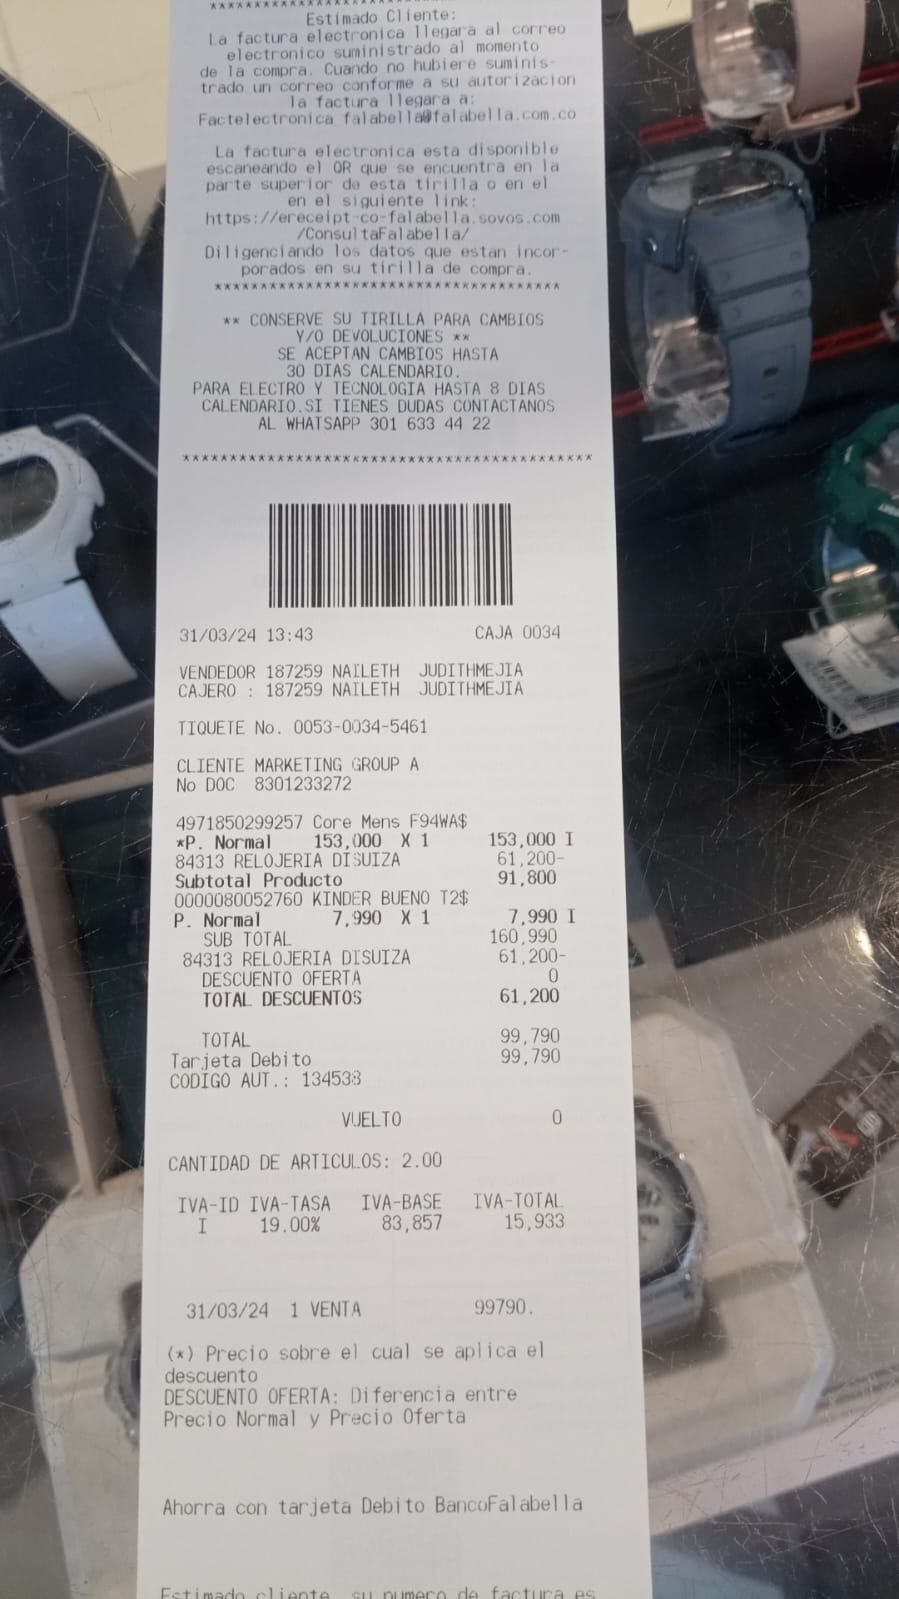 ******************************************
Estimado Cliente:
La factura electronica llegara al correo
electronico suministrado al momento
de la compra. Cuando no hubiere suminis-
trado un correo conforme a su autorizacion
la factura llegara a:
Factelectronica falabella@falabella.com.co
La factura electronica esta disponible
escaneando el QR que se encuentra en la
parte superior de esta tirilla o en el
en el siguiente link:
https://ereceipt-co-falabella.sovos.com
/ConsultaFalabella/
Diligenciando los datos que estan incor-
porados en su tirilla de compra.
******************************************
** CONSERVE SU TIRILLA PARA CAMBIOS
Y/O DEVOLUCIONES **
SE ACEPTAN CAMBIOS HASTA
30 DIAS CALENDARIO.
PARA ELECTRO Y TECNOLOGIA HASTA 8 DIAS
CALENDARIO.SI TIENES DUDAS CONTACTANOS
AL WHATSAPP 301 633 44 22
******************************************
31/03/24 13:43 CAJA 0034
VENDEDOR 187259 NAILETH JUDITHMEJIA
CAJERO : 187259 NAILETH JUDITHMEJIA
TIQUETE No. 0053-0034-5461
CLIENTE MARKETING GROUP A
No DOC 8301233272
4971850299257 Core Mens F94WA$
*P. Normal 153,000 X 1 153,000 I
84313 RELOJERIA DISUIZA 61,200-
Subtotal Producto 91,800
0000080052760 KINDER BUENO T2$
P. Normal 7,990 X 1 7,990 I
SUB TOTAL 160,990
84313 RELOJERIA DISUIZA 61,200-
DESCUENTO OFERTA 0
TOTAL DESCUENTOS 61,200
TOTAL 99,790
Tarjeta Debito 99,790
CODIGO AUT.: 134538
VUELTO 0
CANTIDAD DE ARTICULOS: 2.00
IVA-ID IVA-TASA IVA-BASE IVA-TOTAL
I 19.00% 83,857 15,933
31/03/24 1 VENTA 99790.
(*) Precio sobre el cual se aplica el
descuento
DESCUENTO OFERTA: Diferencia entre
Precio Normal y Precio Oferta
Ahorra con tarjeta Debito BancoFalabella
Estimado cliente, su numero de factura es